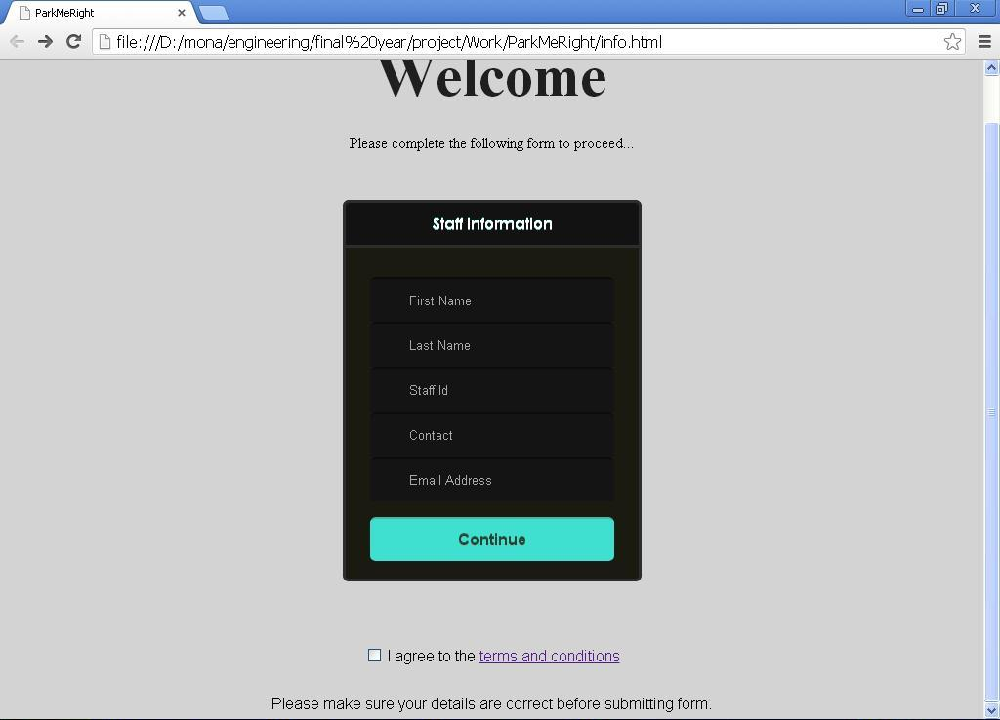 ParkMeRight
file:///D:/mona/engineering/final%20year/project/Work/ParkMeRight/info.html
Welcome
Please complete the following form to proceed...
Staff Information
First Name
Last Name
Staff Id
Contact
Email Address
Continue
I agree to the terms and conditions
Please make sure your details are correct before submitting form.